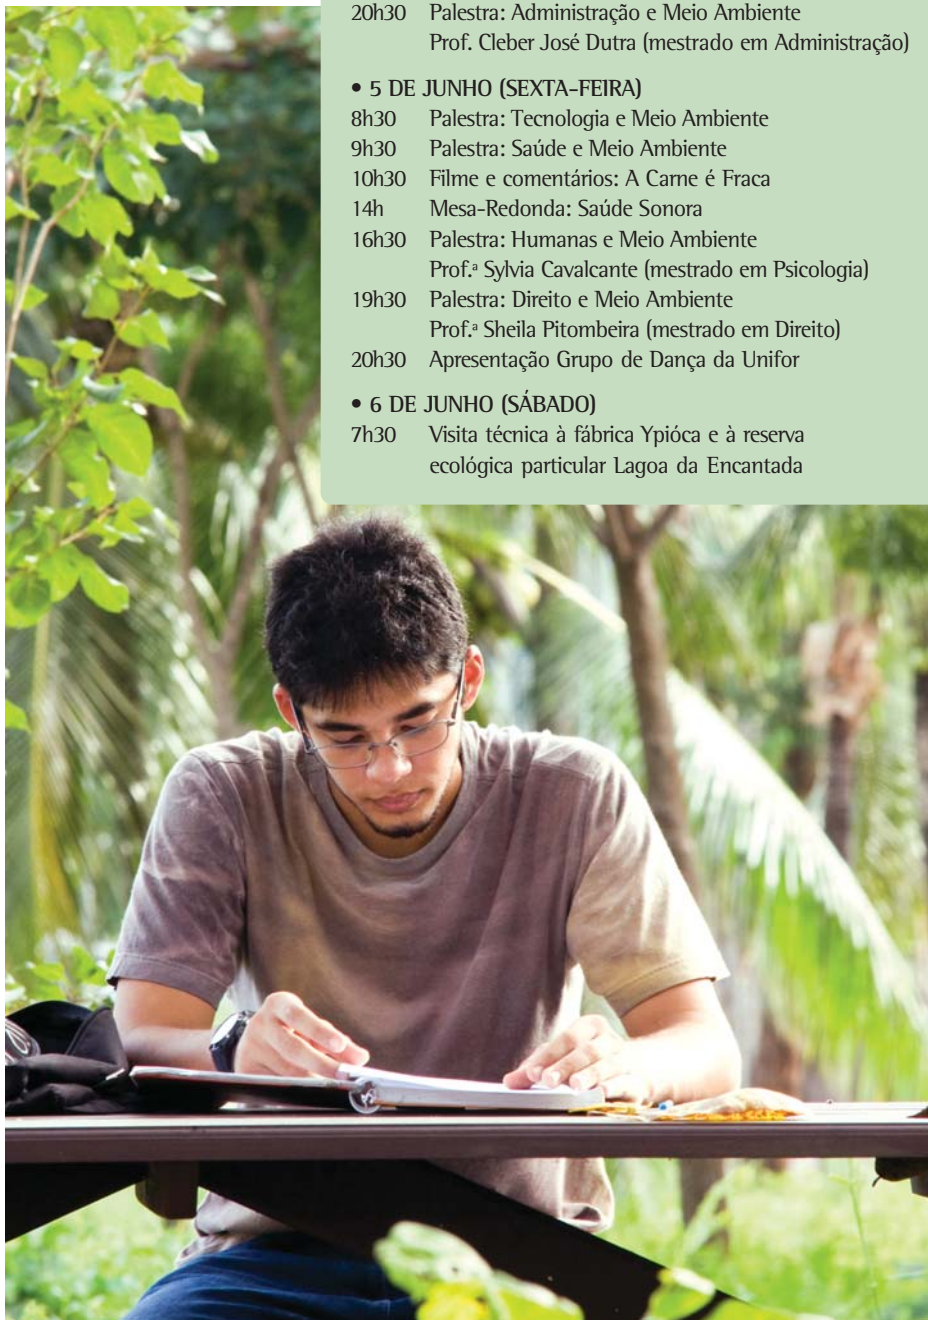 20h30 Palestra: Administração e Meio Ambiente
Prof. Cleber José Dutra (mestrado em Administração)
• 5 DE JUNHO (SEXTA-FEIRA)
8h30 Palestra: Tecnologia e Meio Ambiente
9h30 Palestra: Saúde e Meio Ambiente
10h30 Filme e comentários: A Carne é Fraca
14h Mesa-Redonda: Saúde Sonora
16h30 Palestra: Humanas e Meio Ambiente
Prof.ª Sylvia Cavalcante (mestrado em Psicologia)
19h30 Palestra: Direito e Meio Ambiente
Prof.ª Sheila Pitombeira (mestrado em Direito)
20h30 Apresentação Grupo de Dança da Unifor
• 6 DE JUNHO (SÁBADO)
7h30 Visita técnica à fábrica Ypióca e à reserva
ecológica particular Lagoa da Encantada